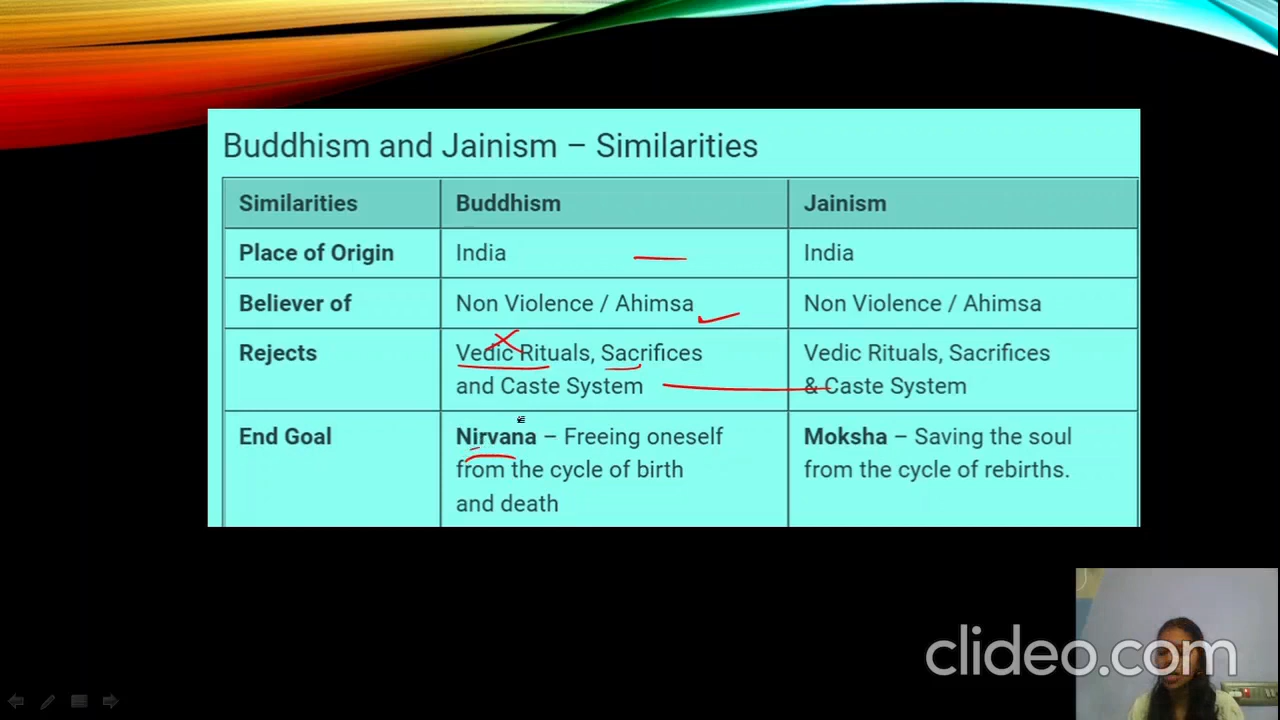 Buddhism and Jainism – Similarities
Similarities Buddhism Jainism
Place of Origin India India
Believer of Non Violence / Ahimsa Non Violence / Ahimsa
Rejects Vedic Rituals, Sacrifices Vedic Rituals, Sacrifices
and Caste System & Caste System
End Goal Nirvana – Freeing oneself Moksha – Saving the soul
from the cycle of birth from the cycle of rebirths.
and death
clideo.com